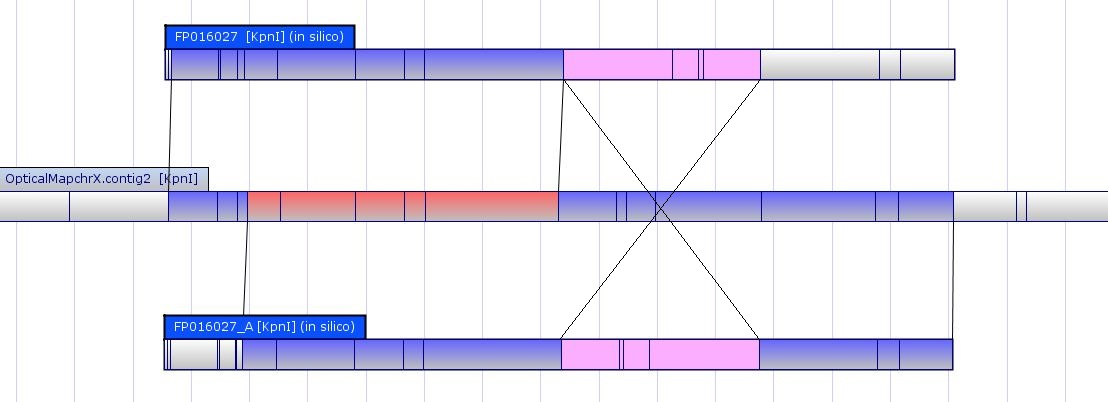 FP016027 [KpnI] (in silico)
OpticalMapchrX.contig2 [KpnI]
FP016027_A [KpnI] (in silico)